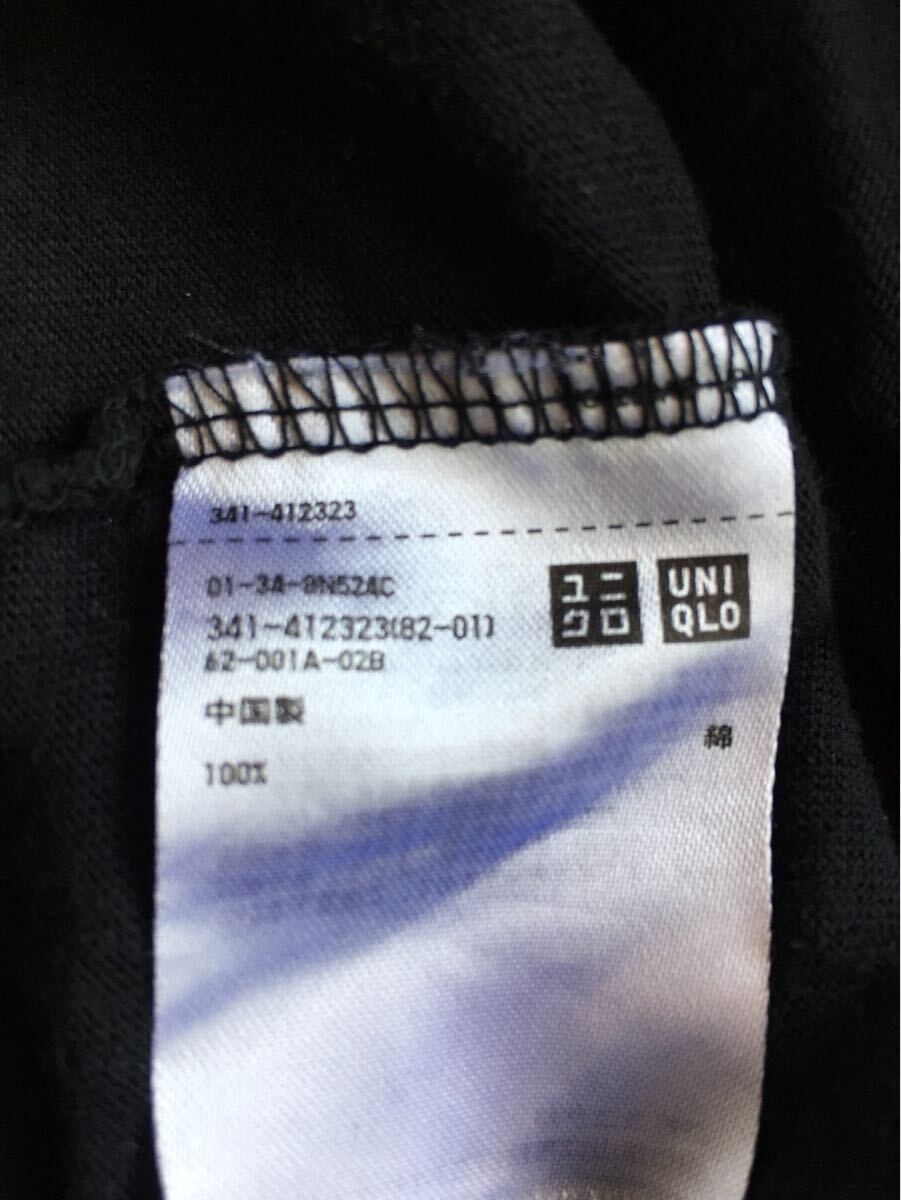 341-412323
01-34-8N524C
341-412323(82-01)
62-001A-02B
ユニ
クロ
UNI
QLO
中国製
綿
100%